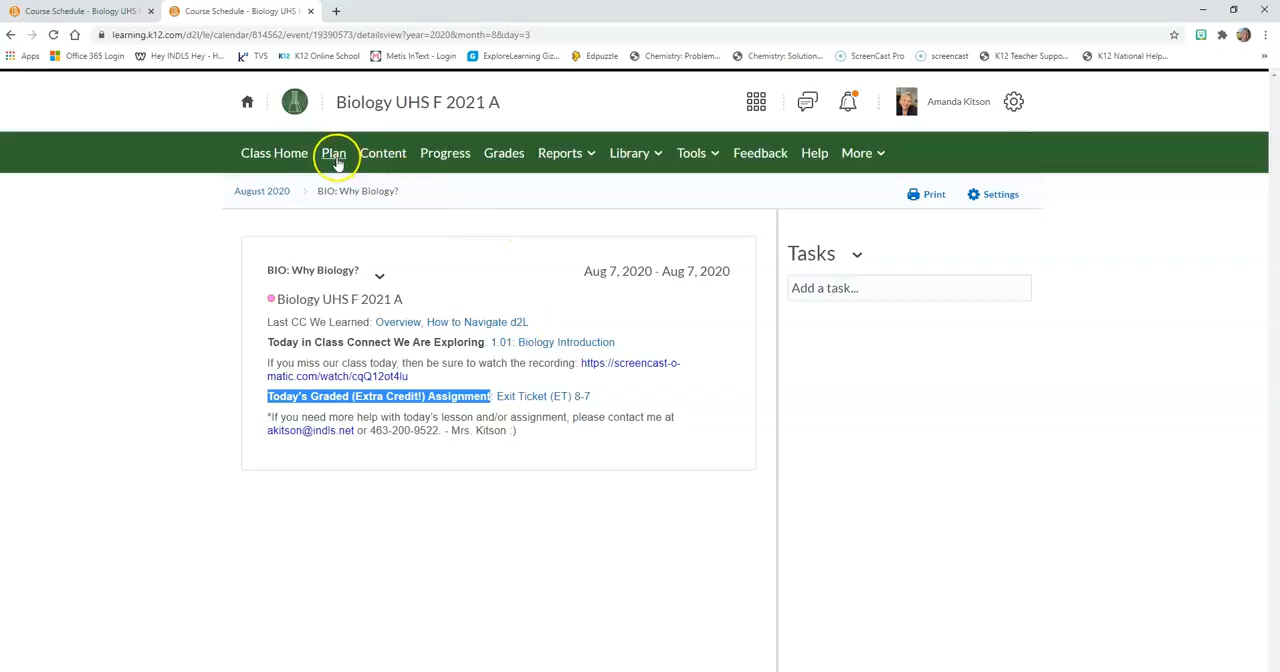 Course Schedule - Biology UHS
Course Schedule - Biology UHS
learning.k12.com/d2l/le/calendar/814562/event/19390573/detailsview?year=2020&month=8&day=3
Apps
Office 365 Login
Hey INDLS Hey - H...
TVS
K12 Online School
Metis InText - Login
ExploreLearning Giz...
Edpuzzle
Chemistry: Problem...
Chemistry: Solution...
ScreenCast Pro
screencast
K12 Teacher Suppo...
K12 National Help...
Biology UHS F 2021 A
Amanda Kitson
Class Home
Plan
Content
Progress
Grades
Reports
Library
Tools
Feedback
Help
More
August 2020
BIO: Why Biology?
Print
Settings
BIO: Why Biology?
Aug 7, 2020 - Aug 7, 2020
Biology UHS F 2021 A
Last CC We Learned: Overview, How to Navigate d2L
Today in Class Connect We Are Exploring: 1.01: Biology Introduction
If you miss our class today, then be sure to watch the recording: https://screencast-o-
matic.com/watch/cqQ12ot4lu
Today's Graded (Extra Credit!) Assignment: Exit Ticket (ET) 8-7
*If you need more help with today's lesson and/or assignment, please contact me at
akitson@indls.net or 463-200-9522. - Mrs. Kitson :)
Tasks
Add a task...